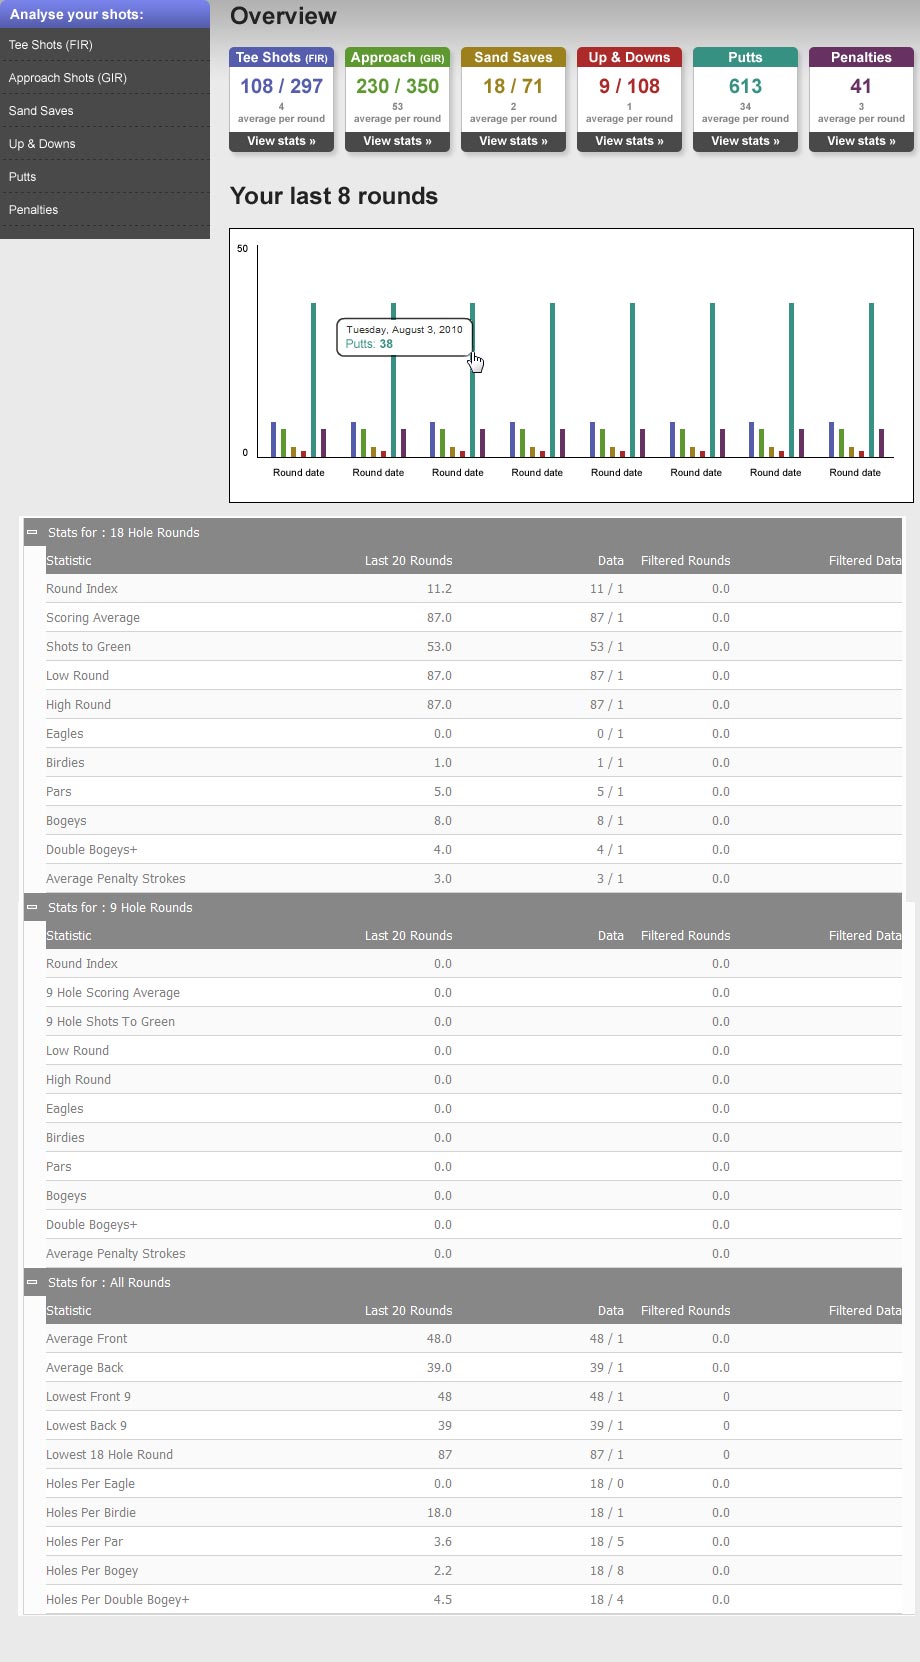 Analyse your shots:
Tee Shots (FIR)
Approach Shots (GIR)
Sand Saves
Up & Downs
Putts
Penalties
Overview
Tee Shots (FIR) Approach (GIR) Sand Saves Up & Downs Putts Penalties
108 / 297 230 / 350 18 / 71 9 / 108 613 41
4 53 2 1 34 3
average per round average per round average per round average per round average per round average per round
View stats » View stats » View stats » View stats » View stats » View stats »
Your last 8 rounds
50
Tuesday, August 3, 2010
Putts: 38
0
Round date Round date Round date Round date Round date Round date Round date Round date
Stats for : 18 Hole Rounds
Statistic Last 20 Rounds Data Filtered Rounds Filtered Data
Round Index 11.2 11 / 1 0.0
Scoring Average 87.0 87 / 1 0.0
Shots to Green 53.0 53 / 1 0.0
Low Round 87.0 87 / 1 0.0
High Round 87.0 87 / 1 0.0
Eagles 0.0 0 / 1 0.0
Birdies 1.0 1 / 1 0.0
Pars 5.0 5 / 1 0.0
Bogeys 8.0 8 / 1 0.0
Double Bogeys+ 4.0 4 / 1 0.0
Average Penalty Strokes 3.0 3 / 1 0.0
Stats for : 9 Hole Rounds
Statistic Last 20 Rounds Data Filtered Rounds Filtered Data
Round Index 0.0 0.0
9 Hole Scoring Average 0.0 0.0
9 Hole Shots To Green 0.0 0.0
Low Round 0.0 0.0
High Round 0.0 0.0
Eagles 0.0 0.0
Birdies 0.0 0.0
Pars 0.0 0.0
Bogeys 0.0 0.0
Double Bogeys+ 0.0 0.0
Average Penalty Strokes 0.0 0.0
Stats for : All Rounds
Statistic Last 20 Rounds Data Filtered Rounds Filtered Data
Average Front 48.0 48 / 1 0.0
Average Back 39.0 39 / 1 0.0
Lowest Front 9 48 48 / 1 0
Lowest Back 9 39 39 / 1 0
Lowest 18 Hole Round 87 87 / 1 0
Holes Per Eagle 0.0 18 / 0 0.0
Holes Per Birdie 18.0 18 / 1 0.0
Holes Per Par 3.6 18 / 5 0.0
Holes Per Bogey 2.2 18 / 8 0.0
Holes Per Double Bogey+ 4.5 18 / 4 0.0